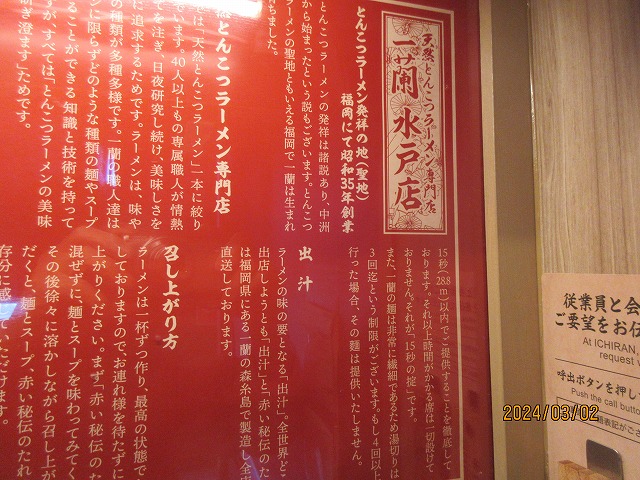 天然とんこつラーメン専門店
一蘭 水戸店
とんこつラーメン発祥の地(聖地)
福岡にて昭和35年創業
とんこつラーメンの発祥は諸説あり、中洲
から始まったという説もございます。とんこつ
ラーメンの聖地ともいえる福岡で一蘭は生まれ
ちました。
然とんこつラーメン専門店
は、天然とんこつラーメン」一本に絞り
ています。40人以上もの専属職人が情熱
てを注ぎ、日夜研究し続け、美味しさを
に追求するためです。ラーメンは、味や
の種類が多種多様です。一蘭の職人達は
ンに限らずどのような種類の麺やスープ
ることができる知識と技術を持って
すが、すべては「とんこつラーメンの美味
研ぎ澄ます」ためです。
15秒(28.8m)以内でご提供することを徹底して
おります。それ以上時間がかかる席は一切設けて
おりません。それが「15秒の掟」です。
また、一蘭の麺は非常に繊細であるため湯切りは
3回迄という制限がございます。もし4回以上
行った場合、その麺は提供いたしません。
出汁
ラーメンの味の要となる「出汁」。全世界どこ
出店しようとも「出汁」と「赤い秘伝のた
は福岡県にある一蘭の森糸島で製造し全店
直送しております。
召し上がり方
ラーメンは一杯ずつ作り、最高の状態で
しておりますのでお連れ様を待たずに
上がりください。まず「赤い秘伝のた
混ぜずに、麺とスープを味わってみてく
その後徐々に溶かしながら召し上が
だくと、麺とスープ、赤い秘伝のたれ
存分に感じていただけます。
従業員と会
ご要望をお伝
At ICHIRAN,
request w
呼出ボタンを押して
Push the call butto
2024/03/02